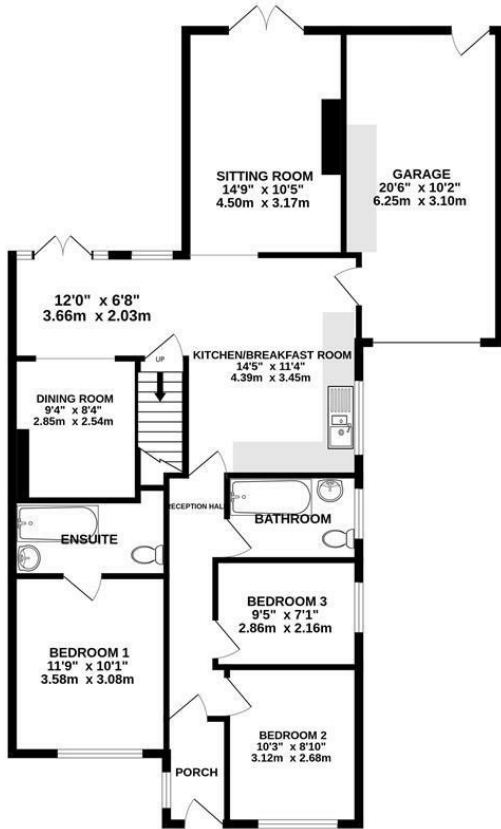 SITTING ROOM
14'9" x 10'5"
4.50m x 3.17m
GARAGE
20'6" x 10'2"
6.25m x 3.10m
12'0" x 6'8"
3.66m x 2.03m
UP
KITCHEN/BREAKFAST ROOM
14'5" x 11'4"
4.39m x 3.45m
DINING ROOM
9'4" x 8'4"
2.85m x 2.54m
RECEPTION HAL
BATHROOM
ENSUITE
BEDROOM 3
9'5" x 7'1"
2.86m x 2.16m
BEDROOM 1
11'9" x 10'1"
3.58m x 3.08m
BEDROOM 2
10'3" x 8'10"
3.12m x 2.68m
PORCH